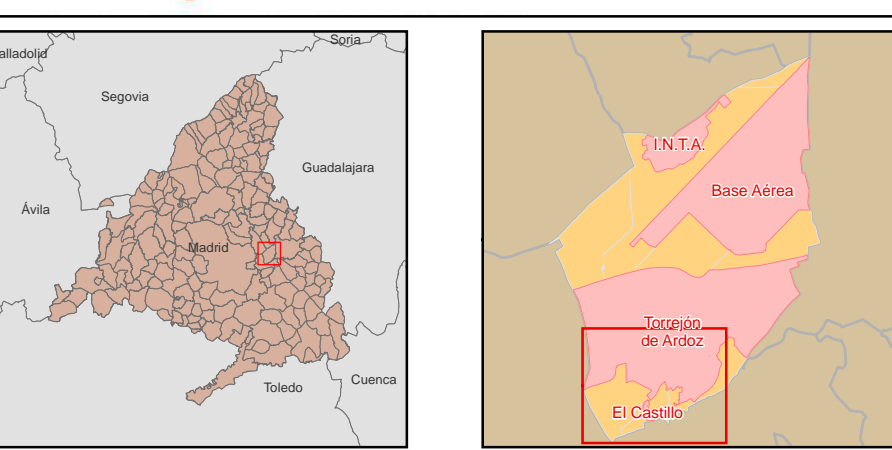 Soria
alladolid
Segovia
Guadalajara
Ávila
Madrid
Cuenca
Toledo
I.N.T.A.
Base Aérea
Torrejón
de Ardoz
El Castillo